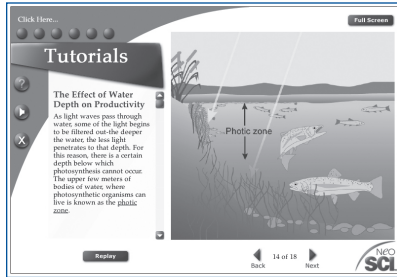 Click Here...
Full Screen
Tutorials
The Effect of Water
Depth on Productivity
As light waves pass through
water, some of the light begins
to be filtered out-the deeper
the water, the less light
penetrates to that depth. For
this reason, there is a certain
depth below which
photosynthesis cannot occur.
The upper few meters of
bodies of water, where
photosynthetic organisms can
live is known as the photic
zone.
Photic zone
?
X
Replay
Back
14 of 18
Next
NeO
SCI